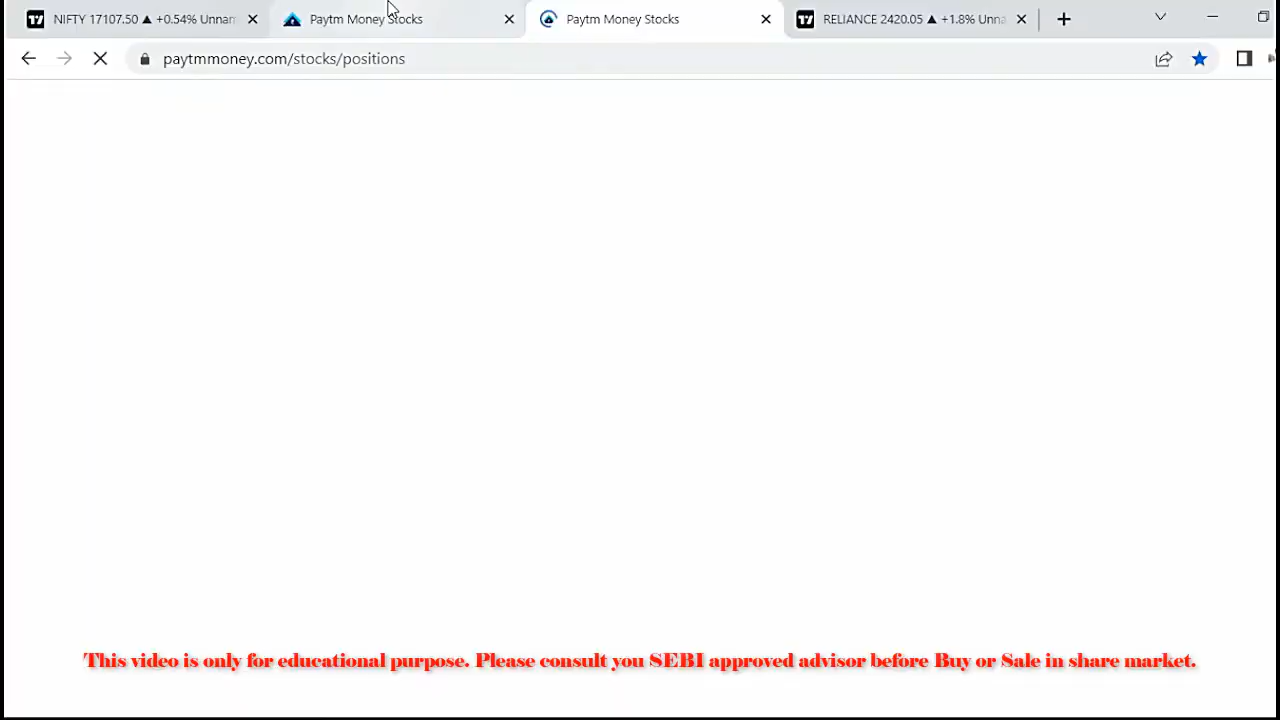 NIFTY 17107.50 ▲ +0.54% Unnam
Paytm Money Stocks
Paytm Money Stocks
RELIANCE 2420.05 ▲ +1.8% Unna
paytmmoney.com/stocks/positions
This video is only for educational purpose. Please consult you SEBI approved advisor before Buy or Sale in share market.